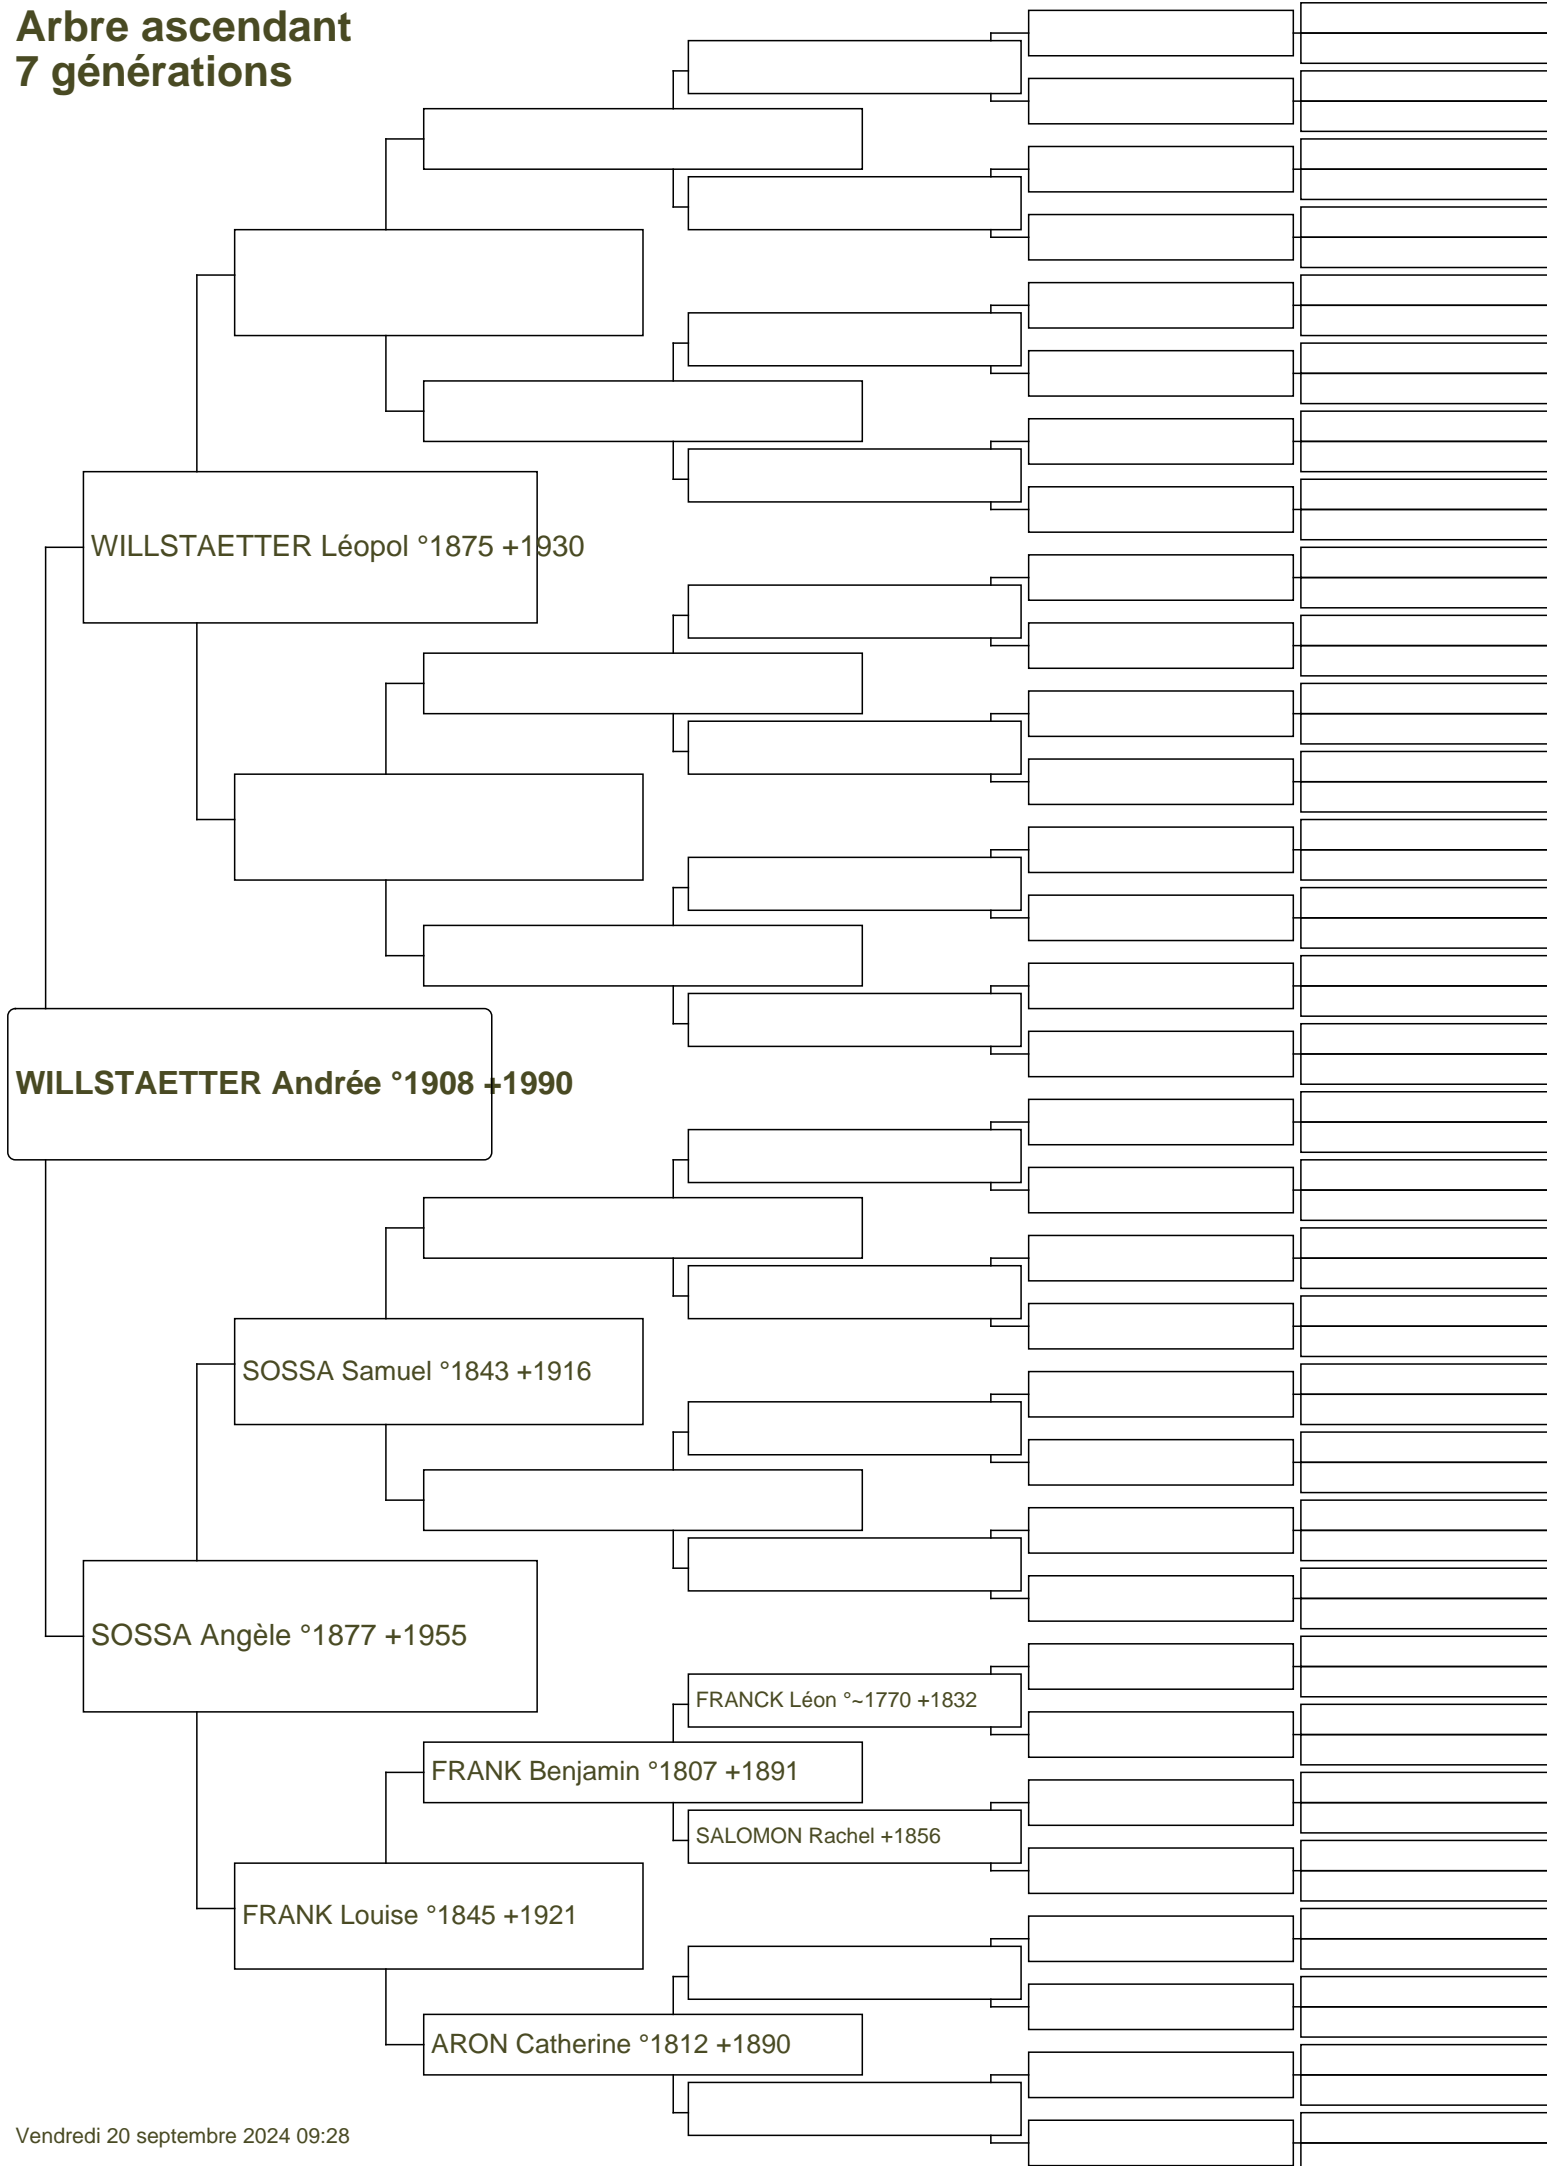 Arbre ascendant
7 générations
WILLSTAETTER Léopol °1875 +1930
WILLSTAETTER Andrée °1908 +1990
SOSSA Samuel °1843 +1916
SOSSA Angèle °1877 +1955
FRANCK Léon °~1770 +1832
FRANK Benjamin °1807 +1891
SALOMON Rachel +1856
FRANK Louise °1845 +1921
ARON Catherine °1812 +1890
Vendredi 20 septembre 2024 09:28